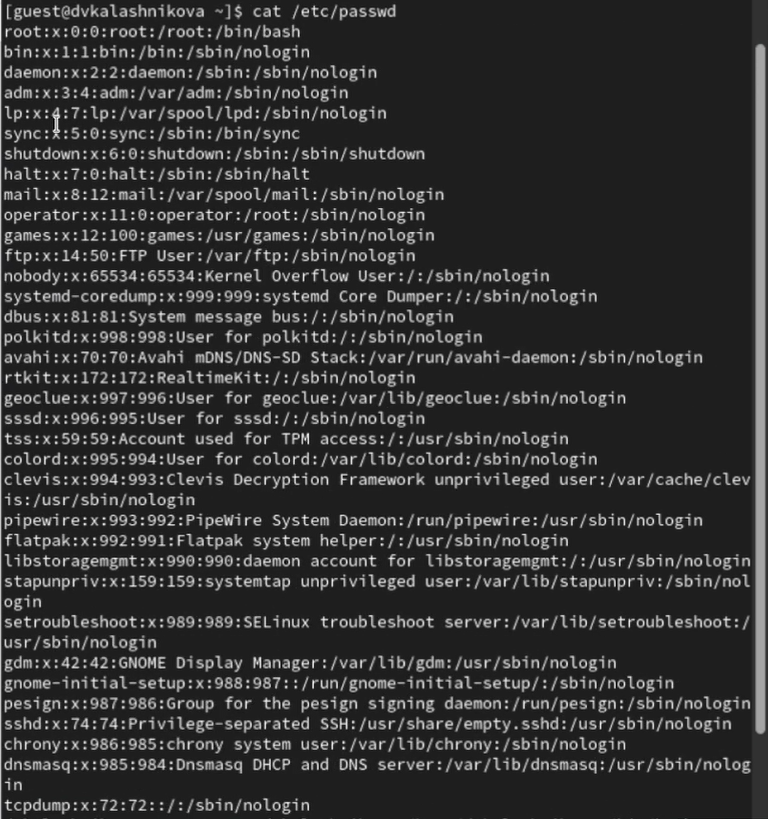 [guest@dvkalashnikova ~]$ cat /etc/passwd
root:x:0:0:root:/root:/bin/bash
bin:x:1:1:bin:/bin:/sbin/nologin
daemon:x:2:2:daemon:/sbin:/sbin/nologin
adm:x:3:4:adm:/var/adm:/sbin/nologin
lp:x:4:7:lp:/var/spool/lpd:/sbin/nologin
sync:x:5:0:sync:/sbin:/bin/sync
shutdown:x:6:0:shutdown:/sbin:/sbin/shutdown
halt:x:7:0:halt:/sbin:/sbin/halt
mail:x:8:12:mail:/var/spool/mail:/sbin/nologin
operator:x:11:0:operator:/root:/sbin/nologin
games:x:12:100:games:/usr/games:/sbin/nologin
ftp:x:14:50:FTP User:/var/ftp:/sbin/nologin
nobody:x:65534:65534:Kernel Overflow User:/:/sbin/nologin
systemd-coredump:x:999:999:systemd Core Dumper:/:/sbin/nologin
dbus:x:81:81:System message bus:/:/sbin/nologin
polkitd:x:998:998:User for polkitd:/:/sbin/nologin
avahi:x:70:70:Avahi mDNS/DNS-SD Stack:/var/run/avahi-daemon:/sbin/nologin
rtkit:x:172:172:RealtimeKit:/:/sbin/nologin
geoclue:x:997:996:User for geoclue:/var/lib/geoclue:/sbin/nologin
sssd:x:996:995:User for sssd:/:/sbin/nologin
tss:x:59:59:Account used for TPM access:/:/usr/sbin/nologin
colord:x:995:994:User for colord:/var/lib/colord:/sbin/nologin
clevis:x:994:993:Clevis Decryption Framework unprivileged user:/var/cache/clev
is:/usr/sbin/nologin
pipewire:x:993:992:PipeWire System Daemon:/run/pipewire:/usr/sbin/nologin
flatpak:x:992:991:Flatpak system helper:/:/usr/sbin/nologin
libstoragemgmt:x:990:990:daemon account for libstoragemgmt:/:/usr/sbin/nologin
stapunpriv:x:159:159:systemtap unprivileged user:/var/lib/stapunpriv:/sbin/nol
ogin
setroubleshoot:x:989:989:SELinux troubleshoot server:/var/lib/setroubleshoot:/
usr/sbin/nologin
gdm:x:42:42:GNOME Display Manager:/var/lib/gdm:/usr/sbin/nologin
gnome-initial-setup:x:988:987::/run/gnome-initial-setup/:/sbin/nologin
pesign:x:987:986:Group for the pesign signing daemon:/run/pesign:/sbin/nologin
sshd:x:74:74:Privilege-separated SSH:/usr/share/empty.sshd:/usr/sbin/nologin
chrony:x:986:985:chrony system user:/var/lib/chrony:/sbin/nologin
dnsmasq:x:985:984:Dnsmasq DHCP and DNS server:/var/lib/dnsmasq:/usr/sbin/nolog
in
tcpdump:x:72:72::/:/sbin/nologin